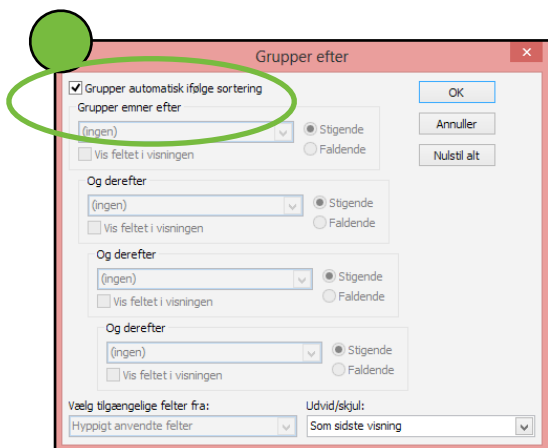 Grupper efter
Grupper automatisk ifølge sortering
OK
Grupper emner efter
(ingen)
Stigende
Annuller
Vis feltet i visningen
Faldende
Nulstil alt
Og derefter
(ingen)
Stigende
Vis feltet i visningen
Faldende
Og derefter
(ingen)
Stigende
Vis feltet i visningen
Faldende
Og derefter
(ingen)
Stigende
Vis feltet i visningen
Faldende
Vælg tilgængelige felter fra:
Udvid/skjul:
Hyppigt anvendte felter
Som sidste visning